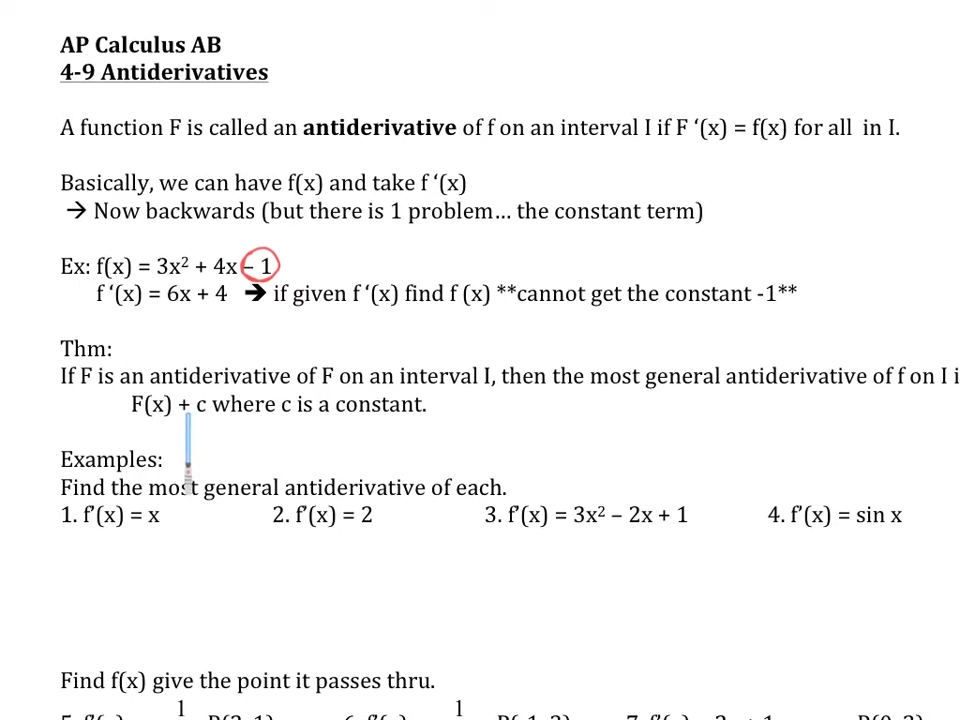 AP Calculus AB
4-9 Antiderivatives
A function F is called an antiderivative of f on an interval I if F ‘(x) = f(x) for all  in I.
Basically, we can have f(x) and take f ‘(x)
→ Now backwards (but there is 1 problem… the constant term)
Ex: f(x) = 3x² + 4x – 1
f ‘(x) = 6x + 4 ➔ if given f ‘(x) find f (x) **cannot get the constant -1**
Thm:
If F is an antiderivative of F on an interval I, then the most general antiderivative of f on I i
F(x) + c where c is a constant.
Examples:
Find the most general antiderivative of each.
1. f’(x) = x 2. f’(x) = 2 3. f’(x) = 3x² – 2x + 1 4. f’(x) = sin x
Find f(x) give the point it passes thru.
1 1